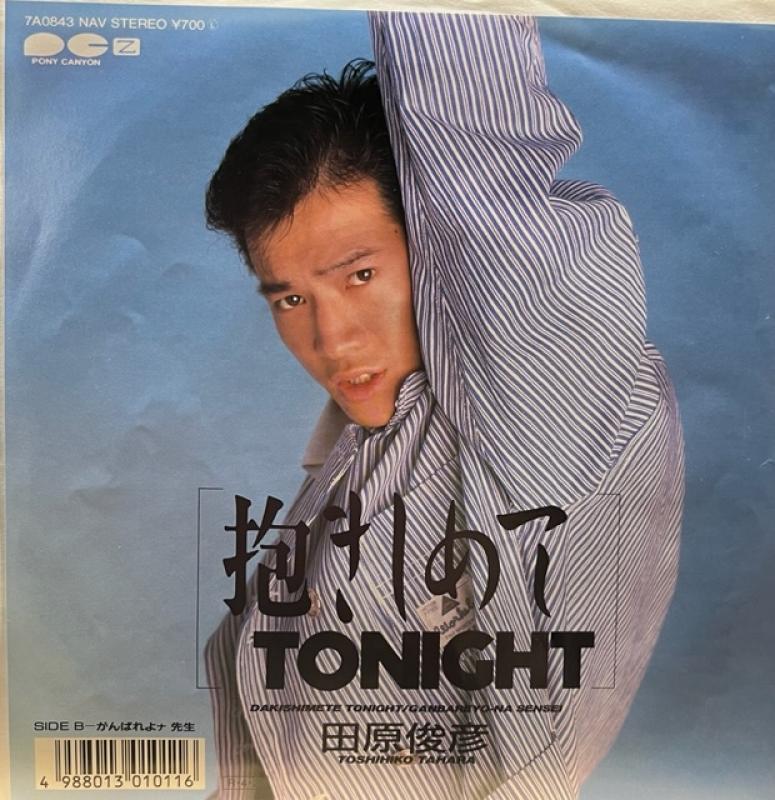 7A0843 NAV STEREO ¥700
PONY CANYON
抱きしめて
TONIGHT
DAKISHIMETE TONIGHT/GANBAREYO-NA SENSEI
SIDE B—がんばれよナ 先生
田原俊彦
TOSHIHIKO TAHARA
4 988013 010116